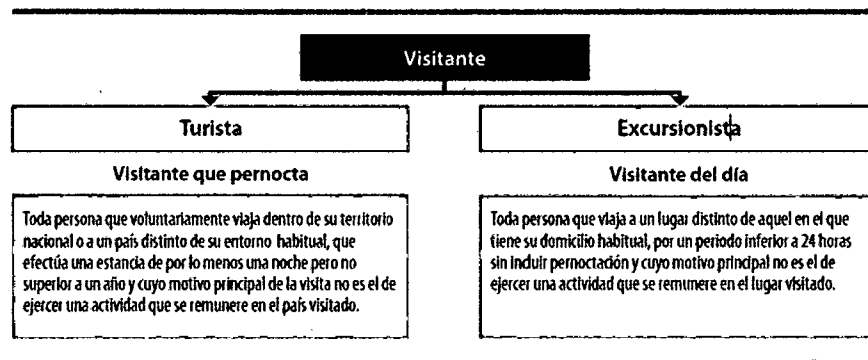 Visitante
Turista
Excursionista
Visitante que pernocta
Visitante del día
Toda persona que voluntariamente viaja dentro de su territorio
nacional o a un país distinto de su entorno habitual, que
efectúa una estancia de por lo menos una noche pero no
superior a un año y cuyo motivo principal de la visita no es el de
ejercer una actividad que se remunere en el país visitado.
Toda persona que viaja a un lugar distinto de aquel en el que
tiene su domicilio habitual, por un periodo inferior a 24 horas
sin incluir pernoctación y cuyo motivo principal no es el de
ejercer una actividad que se remunere en el lugar visitado.